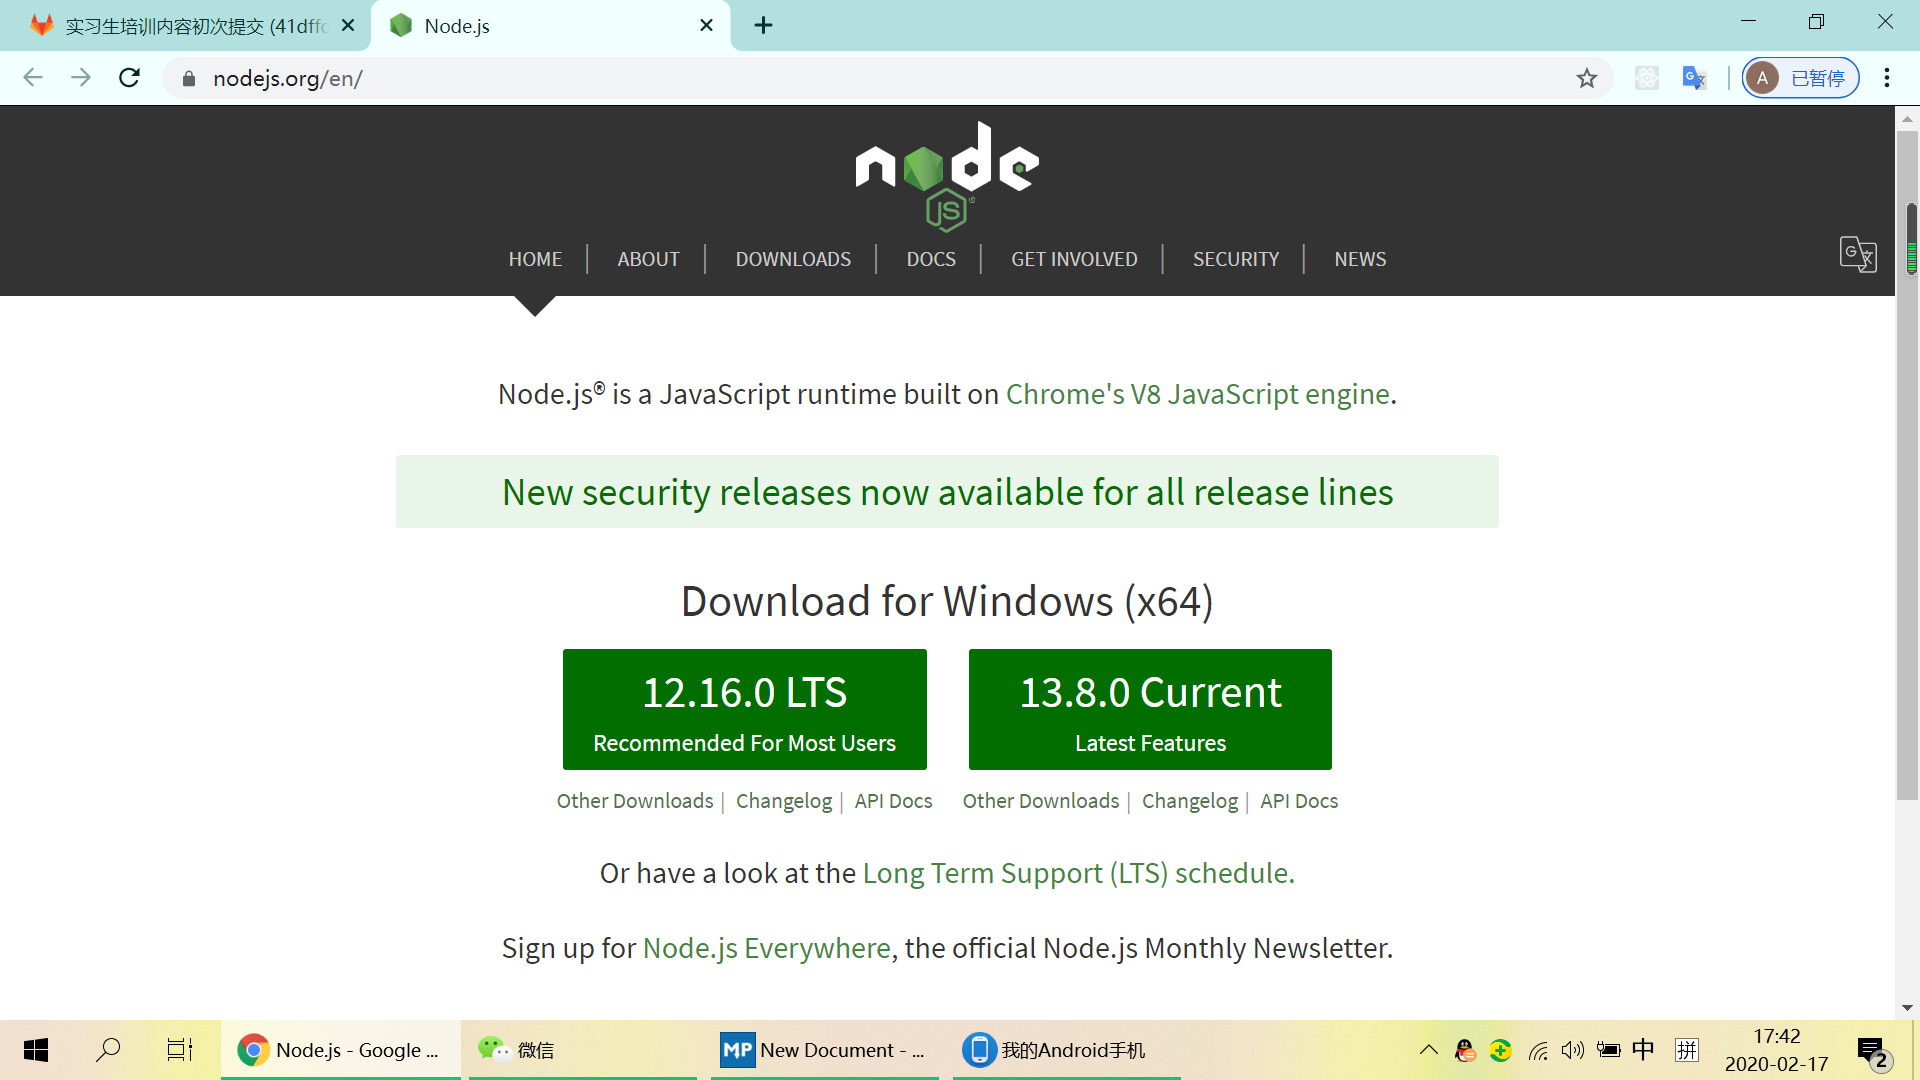 实习生培训内容初次提交 (41dffc
Node.js
nodejs.org/en/
A 已暂停
node
JS
HOME | ABOUT | DOWNLOADS | DOCS | GET INVOLVED | SECURITY | NEWS
Node.js® is a JavaScript runtime built on Chrome's V8 JavaScript engine.
New security releases now available for all release lines
Download for Windows (x64)
12.16.0 LTS
Recommended For Most Users
13.8.0 Current
Latest Features
Other Downloads | Changelog | API Docs
Other Downloads | Changelog | API Docs
Or have a look at the Long Term Support (LTS) schedule.
Sign up for Node.js Everywhere, the official Node.js Monthly Newsletter.
Node.js - Google ...
微信
MP New Document - ...
我的Android手机
中
拼
17:42
2020-02-17
2